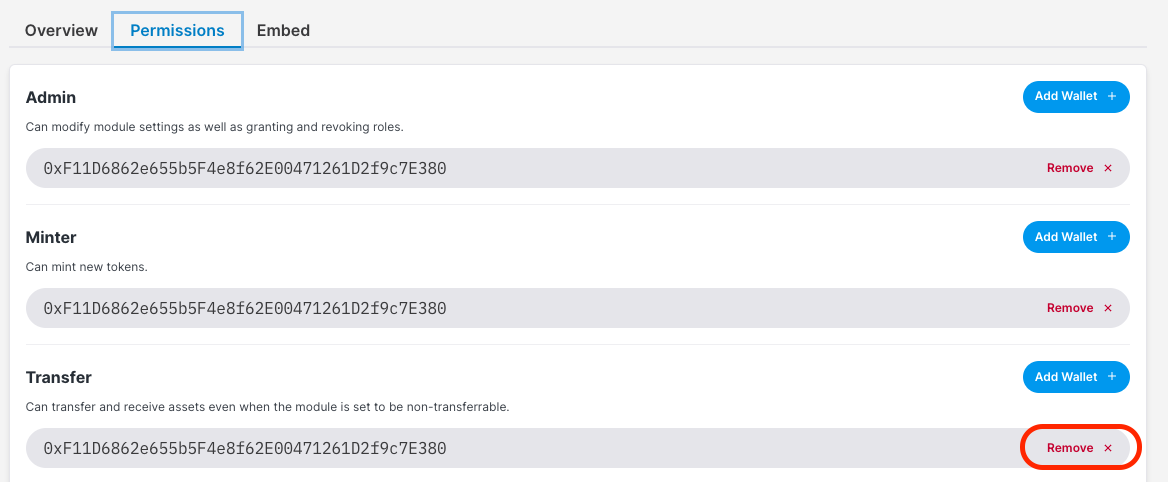 Overview Permissions Embed
Admin
Add Wallet +
Can modify module settings as well as granting and revoking roles.
0xF11D6862e655b5F4e8f62E00471261D2f9c7E380 Remove ×
Minter
Add Wallet +
Can mint new tokens.
0xF11D6862e655b5F4e8f62E00471261D2f9c7E380 Remove ×
Transfer
Add Wallet +
Can transfer and receive assets even when the module is set to be non-transferrable.
0xF11D6862e655b5F4e8f62E00471261D2f9c7E380 Remove ×